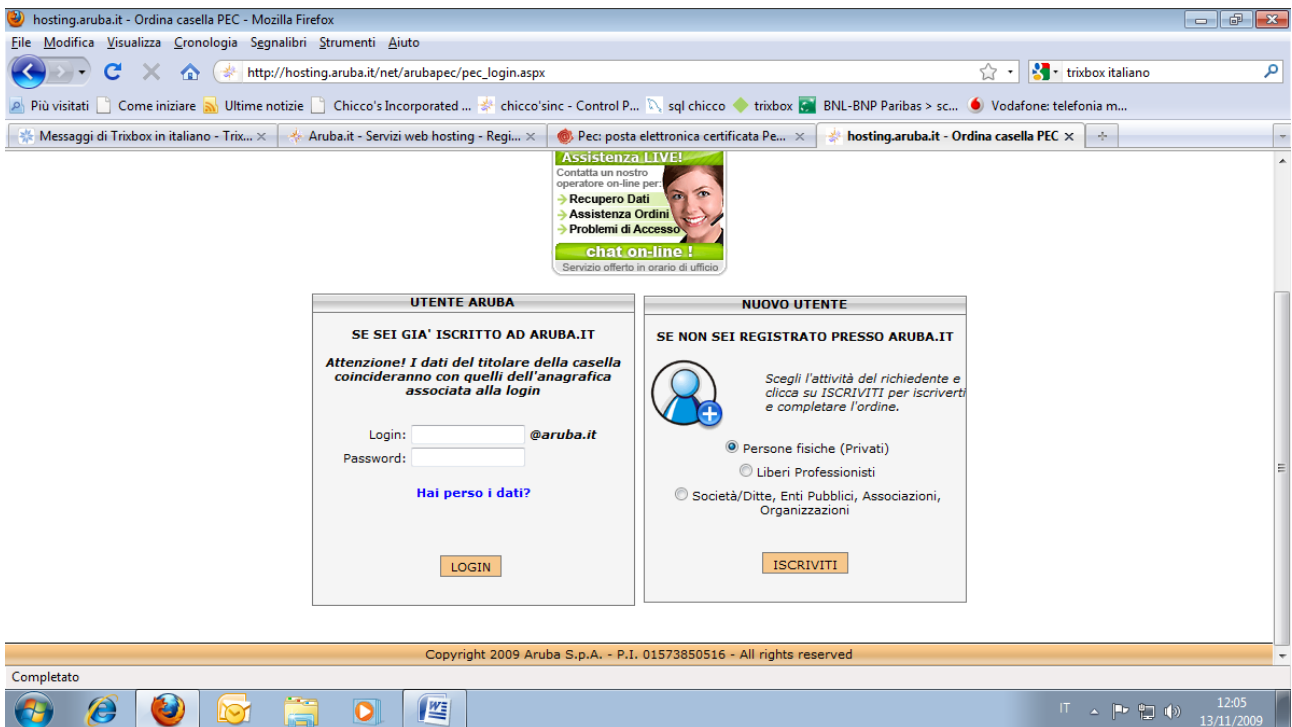 hosting.aruba.it - Ordina casella PEC - Mozilla Firefox
File Modifica Visualizza Cronologia Segnalibri Strumenti Aiuto
http://hosting.aruba.it/net/arubapec/pec_login.aspx
trixbox italiano
Più visitati Come iniziare Ultime notizie Chicco's Incorporated ... chicco'sinc - Control P... sql chicco trixbox BNL-BNP Paribas > sc... Vodafone: telefonia m...
Messaggi di Trixbox in italiano - Trix... Aruba.it - Servizi web hosting - Regi... Pec: posta elettronica certificata Pe... hosting.aruba.it - Ordina casella PEC
Assistenza LIVE!
Contatta un nostro
operatore on-line per:
Recupero Dati
Assistenza Ordini
Problemi di Accesso
chat on-line !
Servizio offerto in orario di ufficio
UTENTE ARUBA
SE SEI GIA' ISCRITTO AD ARUBA.IT
Attenzione! I dati del titolare della casella
coincideranno con quelli dell'anagrafica
associata alla login
Login: @aruba.it
Password:
Hai perso i dati?
LOGIN
NUOVO UTENTE
SE NON SEI REGISTRATO PRESSO ARUBA.IT
Scegli l'attività del richiedente e
clicca su ISCRIVITI per iscriverti
e completare l'ordine.
Persone fisiche (Privati)
Liberi Professionisti
Società/Ditte, Enti Pubblici, Associazioni,
Organizzazioni
ISCRIVITI
Copyright 2009 Aruba S.p.A. - P.I. 01573850516 - All rights reserved
Completato
IT
12:05
13/11/2009